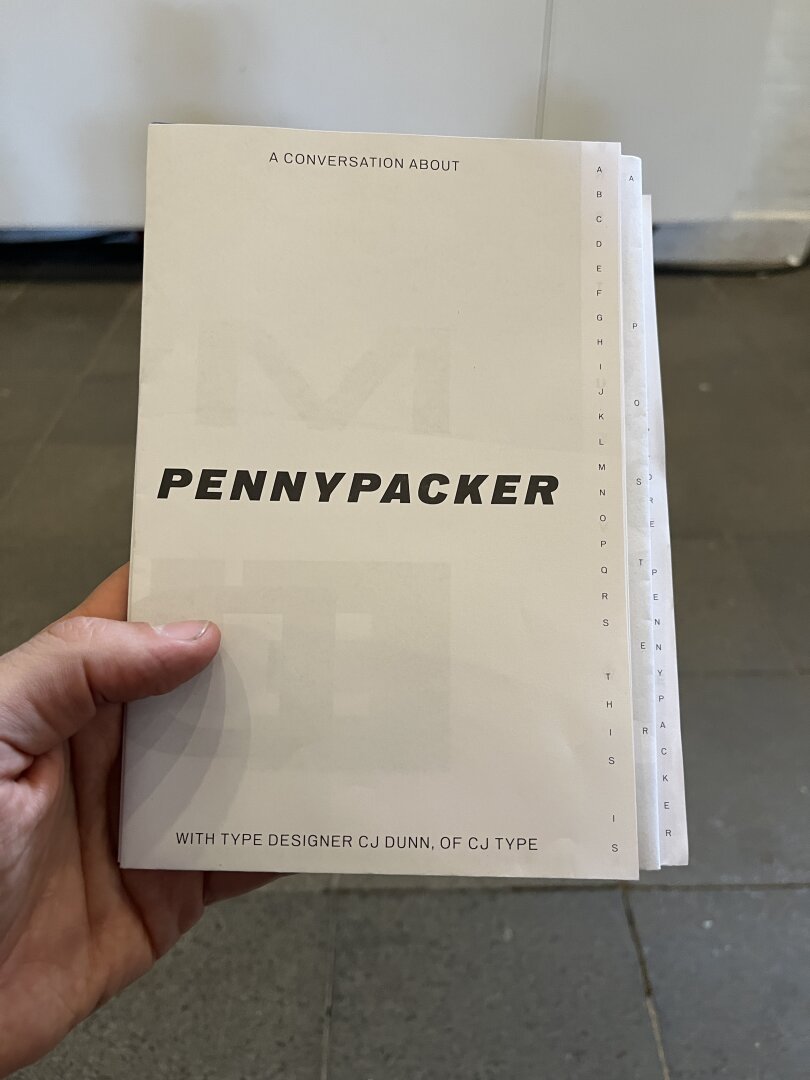 A CONVERSATION ABOUT
PENNYPACKER
WITH TYPE DESIGNER CJ DUNN, OF CJ TYPE
A B C D E F G H I J K L M N O P Q R S T H I S I S
A P O S T E R
O R E P E N N Y P A C K E R